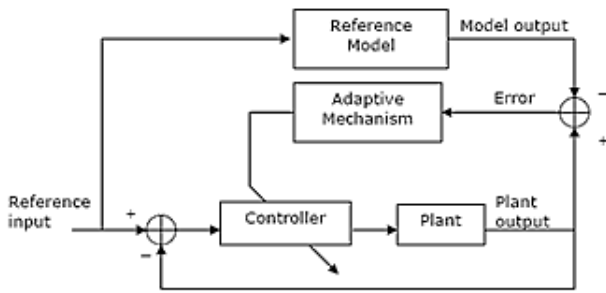 Reference
Model
Model output
−
Adaptive
Mechanism
Error
+
Reference
input
+
−
Controller
Plant
Plant
output